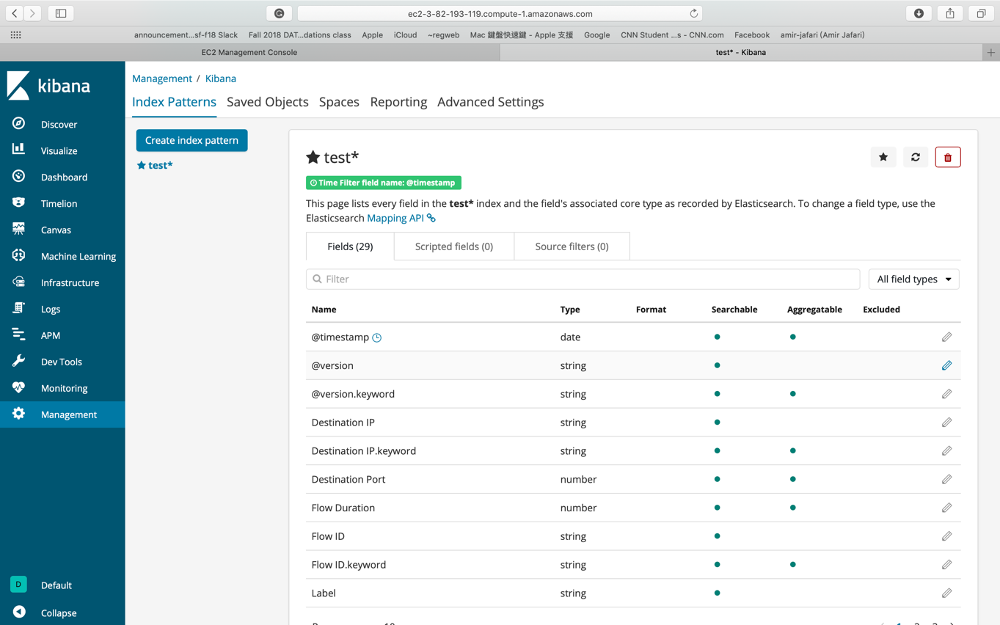 ec2-3-82-193-119.compute-1.amazonaws.com
announcement...sf-f18 Slack Fall 2018 DAT...dations class Apple iCloud ~regweb Mac 鍵盤快速鍵 - Apple 支援 Google CNN Student ...s - CNN.com Facebook amir-jafari (Amir Jafari)
EC2 Management Console
test* - Kibana
kibana
Discover
Visualize
Dashboard
Timelion
Canvas
Machine Learning
Infrastructure
Logs
APM
Dev Tools
Monitoring
Management
D Default
Collapse
Management / Kibana
Index Patterns Saved Objects Spaces Reporting Advanced Settings
Create index pattern
test*
test*
Time Filter field name: @timestamp
This page lists every field in the test* index and the field's associated core type as recorded by Elasticsearch. To change a field type, use the
Elasticsearch Mapping API
Fields (29) Scripted fields (0) Source filters (0)
Filter
All field types
Name Type Format Searchable Aggregatable Excluded
@timestamp date
@version string
@version.keyword string
Destination IP string
Destination IP.keyword string
Destination Port number
Flow Duration number
Flow ID string
Flow ID.keyword string
Label string